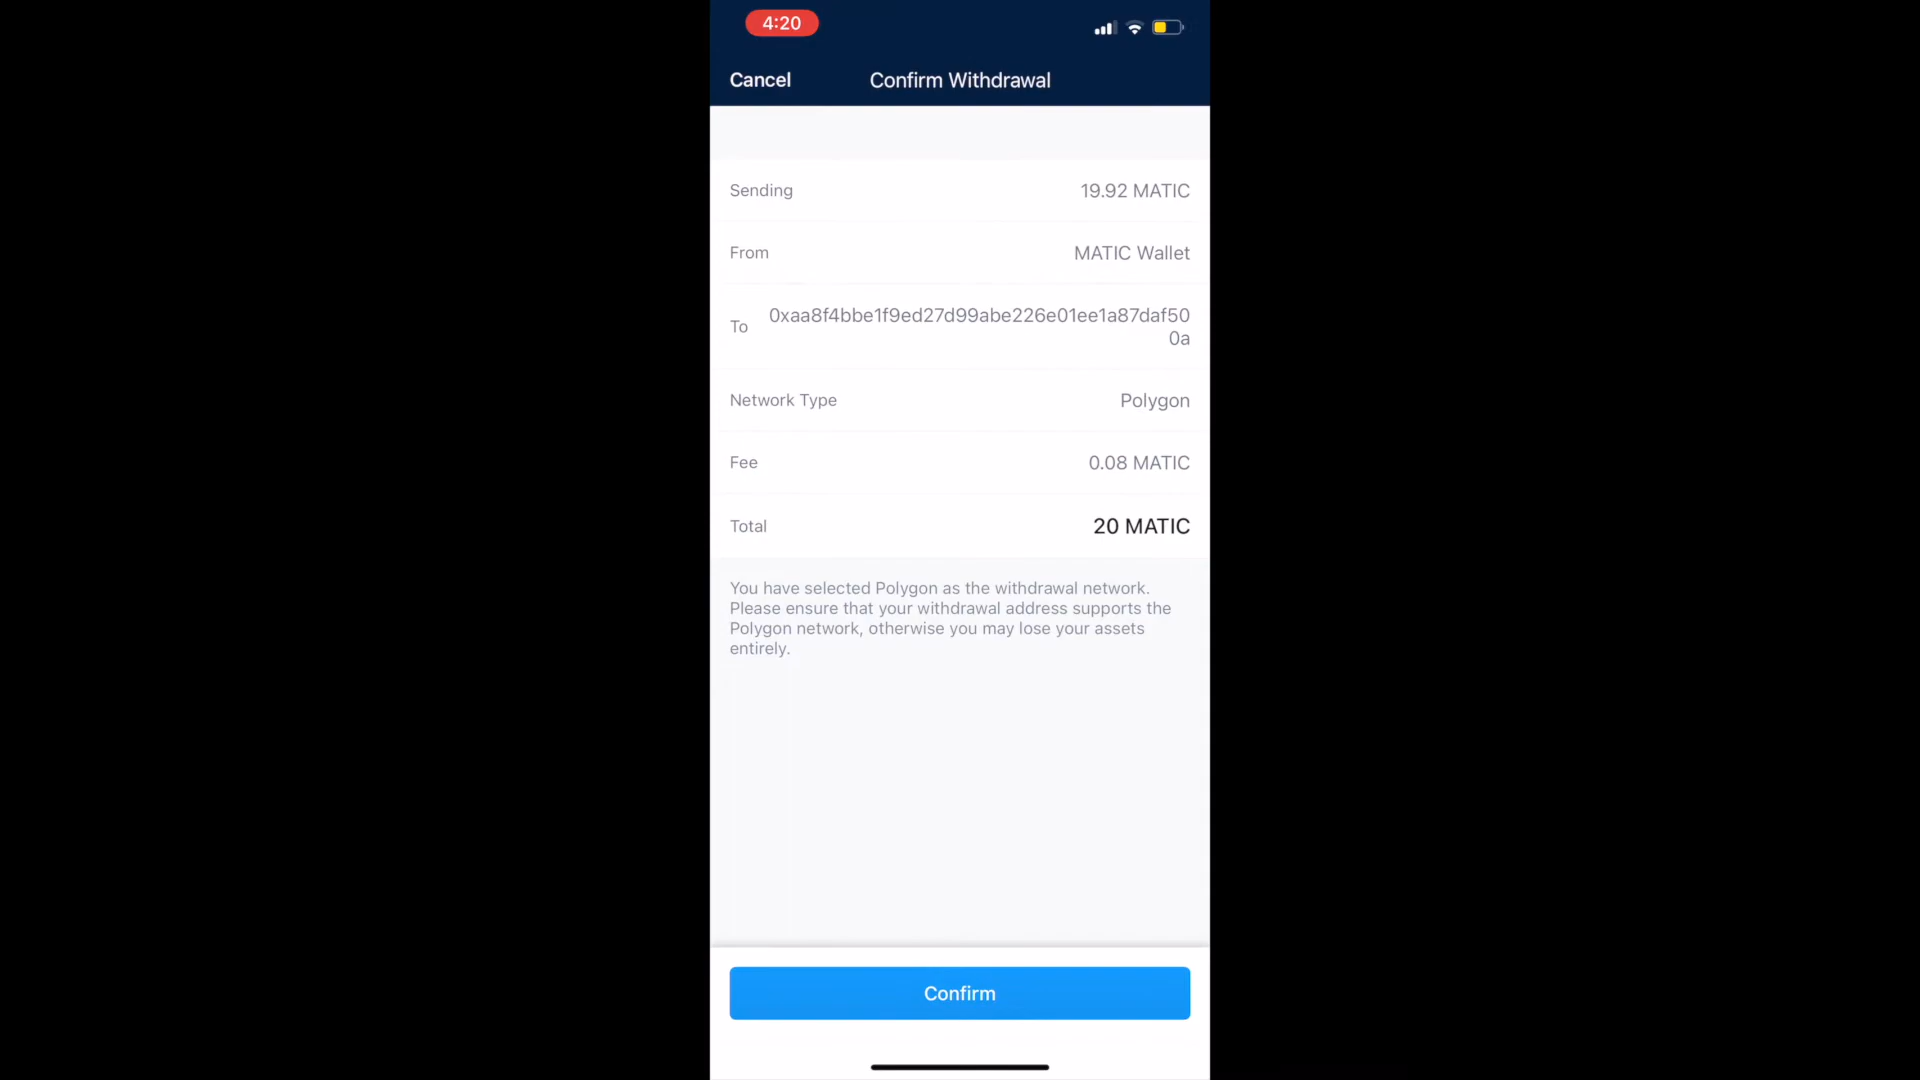 4:20
Cancel
Confirm Withdrawal
Sending
19.92 MATIC
From
MATIC Wallet
To
0xaa8f4bbe1f9ed27d99abe226e01ee1a87daf50
0a
Network Type
Polygon
Fee
0.08 MATIC
Total
20 MATIC
You have selected Polygon as the withdrawal network.
Please ensure that your withdrawal address supports the
Polygon network, otherwise you may lose your assets
entirely.
Confirm